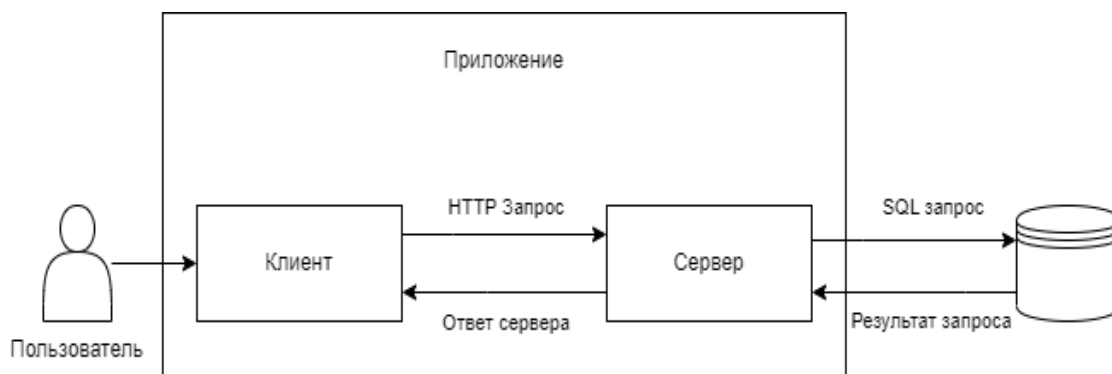 Приложение
HTTP Запрос
SQL запрос
Клиент
Сервер
Ответ сервера
Результат запроса
Пользователь